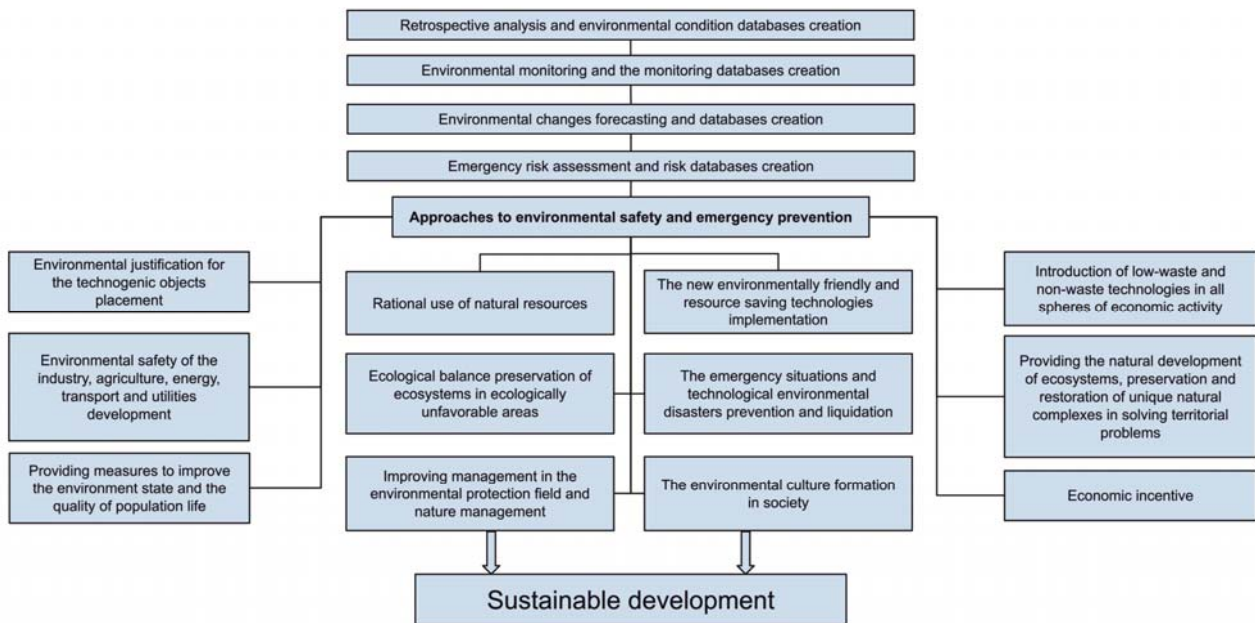 Retrospective analysis and environmental condition databases creation
Environmental monitoring and the monitoring databases creation
Environmental changes forecasting and databases creation
Emergency risk assessment and risk databases creation
Approaches to environmental safety and emergency prevention
Environmental justification for
the technogenic objects
placement
Environmental safety of the
industry, agriculture, energy,
transport and utilities
development
Providing measures to improve
the environment state and the
quality of population life
Rational use of natural
resources
Ecological balance preservation of
ecosystems in ecologically
unfavorable areas
Improving management in the
environmental protection field and
nature management
The new environmentally friendly and
resource saving technologies
implementation
The emergency situations and
technological environmental
disasters prevention and liquidation
The environmental culture formation
in society
Introduction of low-waste and
non-waste technologies in all
spheres of economic activity
Providing the natural development
of ecosystems, preservation and
restoration of unique natural
complexes in solving territorial
problems
Economic incentive
Sustainable development